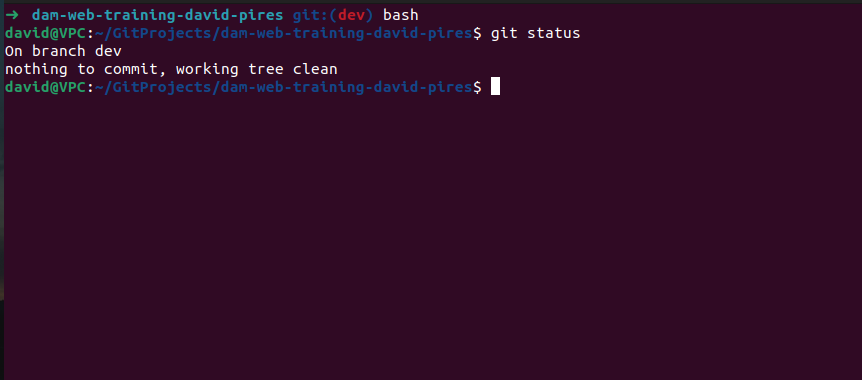 ➜ dam-web-training-david-pires git:(dev) bash
david@VPC:~/GitProjects/dam-web-training-david-pires$ git status
On branch dev
nothing to commit, working tree clean
david@VPC:~/GitProjects/dam-web-training-david-pires$